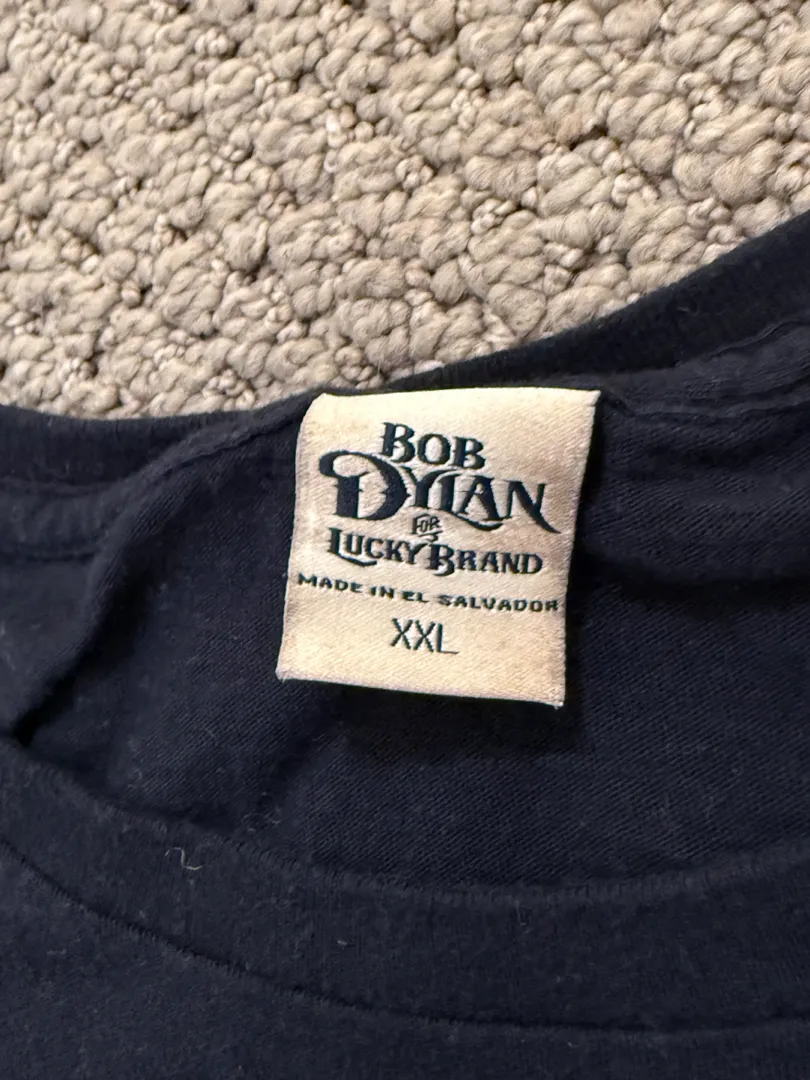 BOB
DYLAN
FOR
LUCKY BRAND
MADE IN EL SALVADOR
XXL